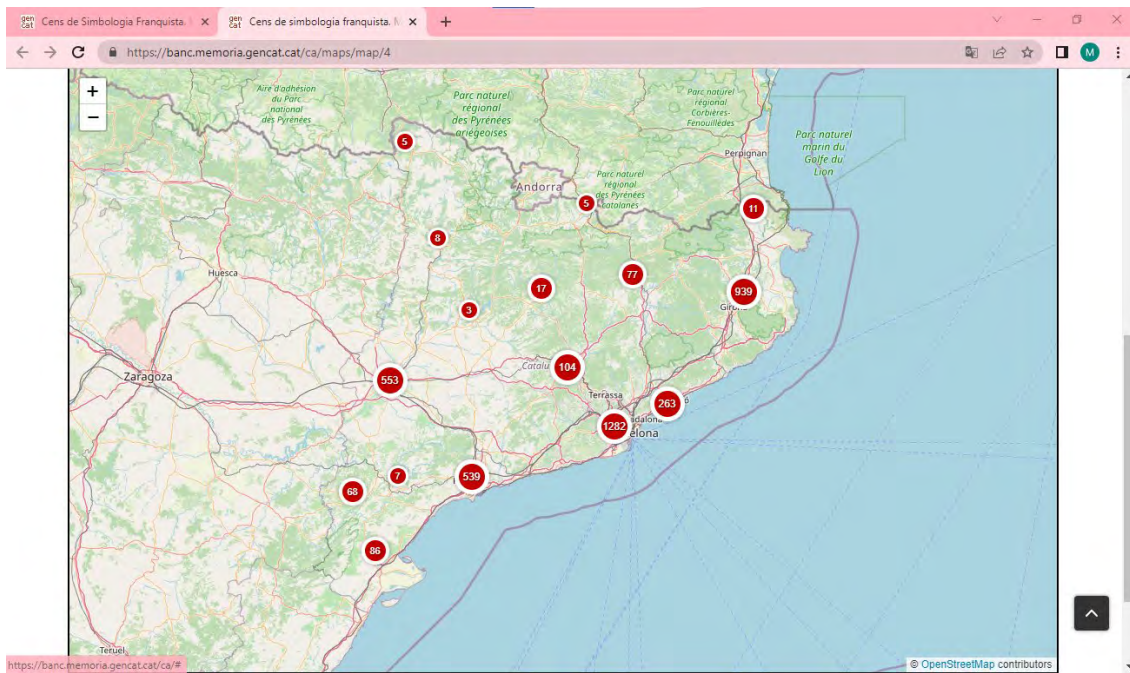 Cens de Simbologia Franquista.
Cens de simbologia franquista. M
https://banc.memoria.gencat.cat/ca/maps/map/4
M
+
−
Aire d'adhésion
du Parc
national
des Pyrénées
Parc naturel
régional
des Pyrénées
ariégeoises
Parc naturel
régional
Corbières-
Fenouillèdes
Parc naturel
marin du
Golfe du
Lion
5
Perpignan
Andorra
Parc naturel
régional
des Pyrénées
catalanes
5
11
8
Huesca
77
17
939
3
104
553
Zaragoza
Terrassa
263
1282
7
539
68
86
Teruel
https://banc.memoria.gencat.cat/ca/#
© OpenStreetMap contributors